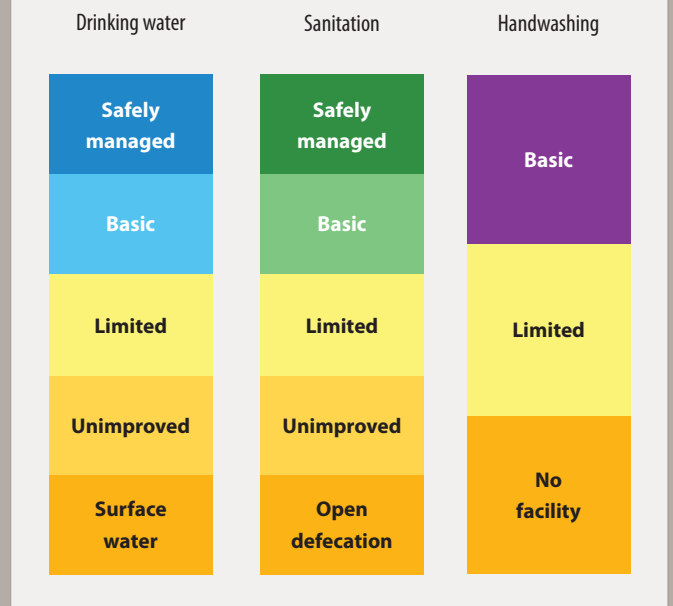 Drinking water
Sanitation
Handwashing
Safely
managed
Basic
Limited
Unimproved
Surface
water
Safely
managed
Basic
Limited
Unimproved
Open
defecation
Basic
Limited
No
facility